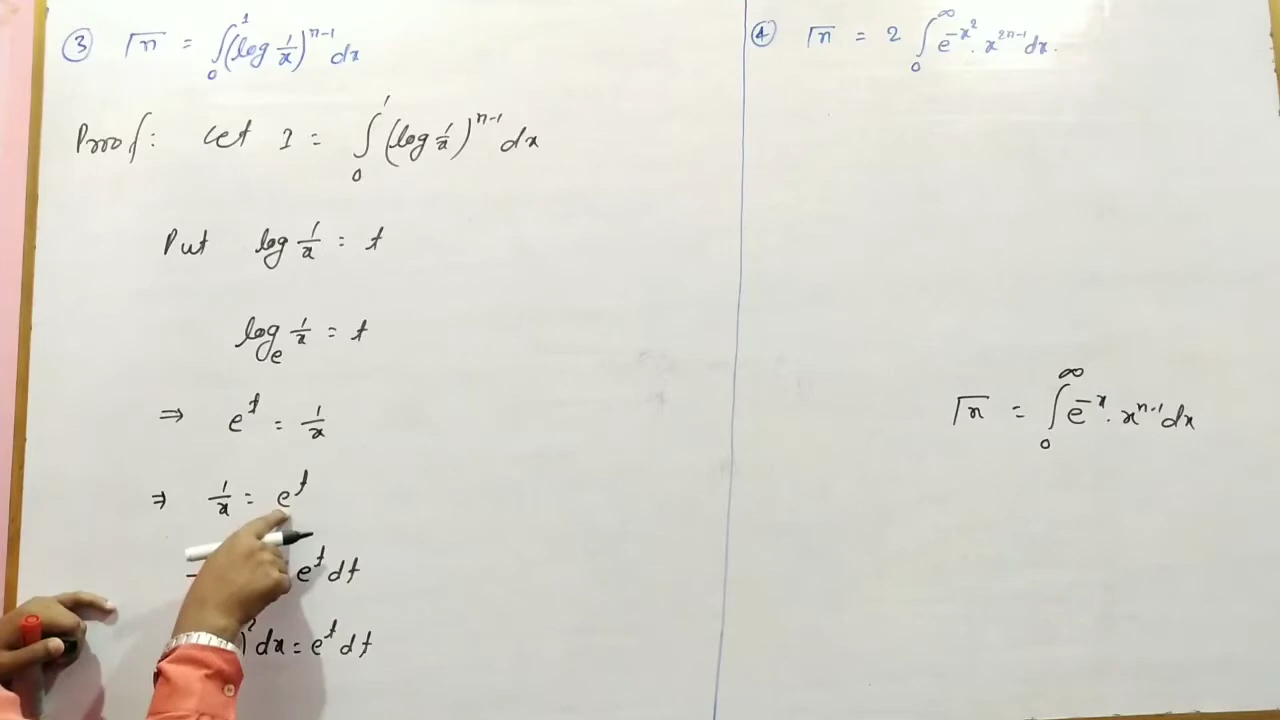 ③ Γn = ∫₀¹ (log 1/x)ⁿ⁻¹ dx
Proof: Let I = ∫₀¹ (log 1/x)ⁿ⁻¹ dx
Put log 1/x = t
logₑ 1/x = t
⇒ eᵗ = 1/x
⇒ 1/x = eᵗ
eᵗ dt
)² dx = eᵗ dt
④ Γn = 2 ∫₀^∞ e^{-x²} · x²ⁿ⁻¹ dx.
Γn = ∫₀^∞ e⁻ˣ · xⁿ⁻¹ dx